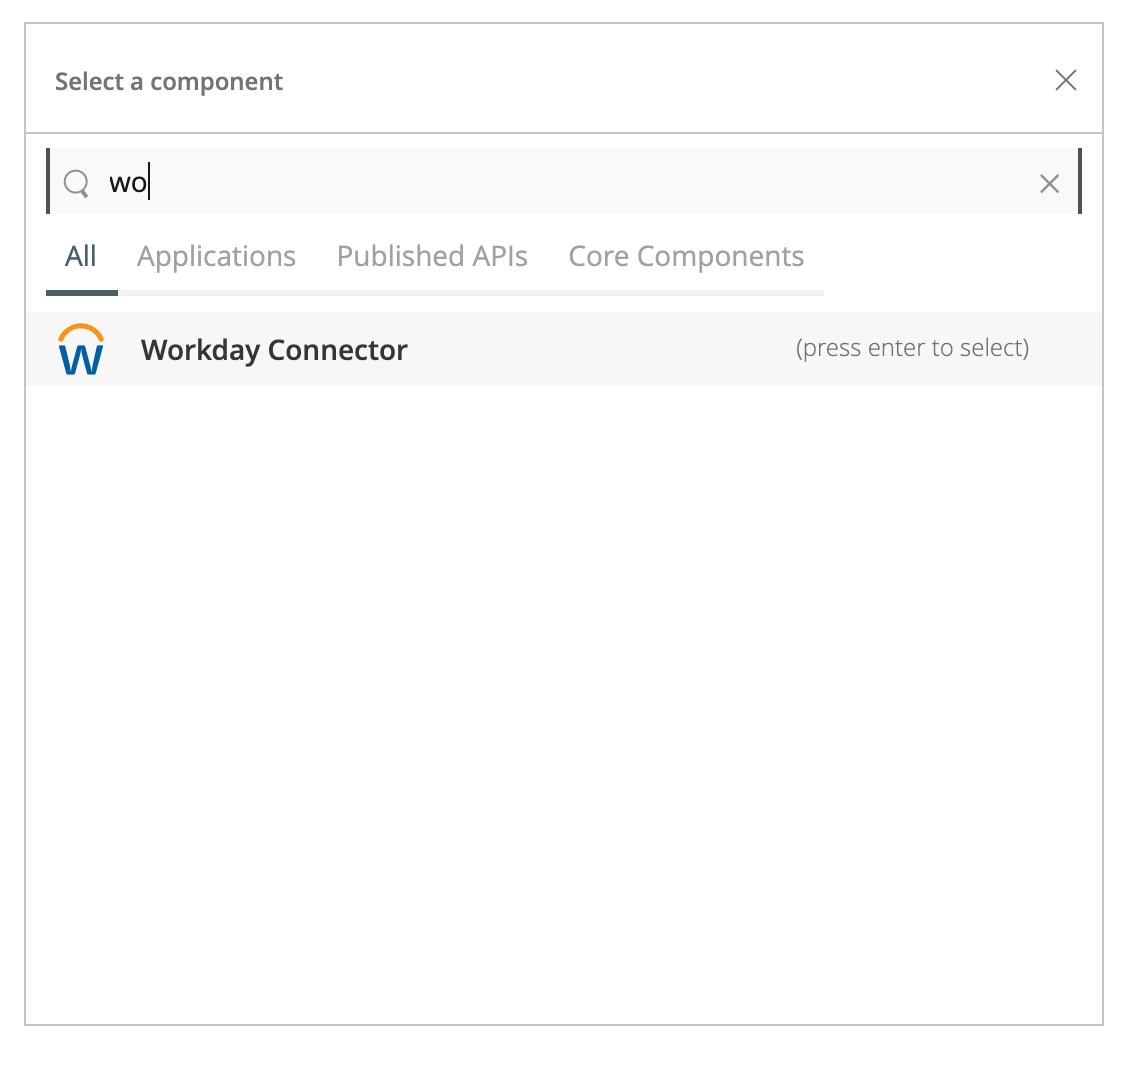 Select a component
wo
All Applications Published APIs Core Components
Workday Connector (press enter to select)